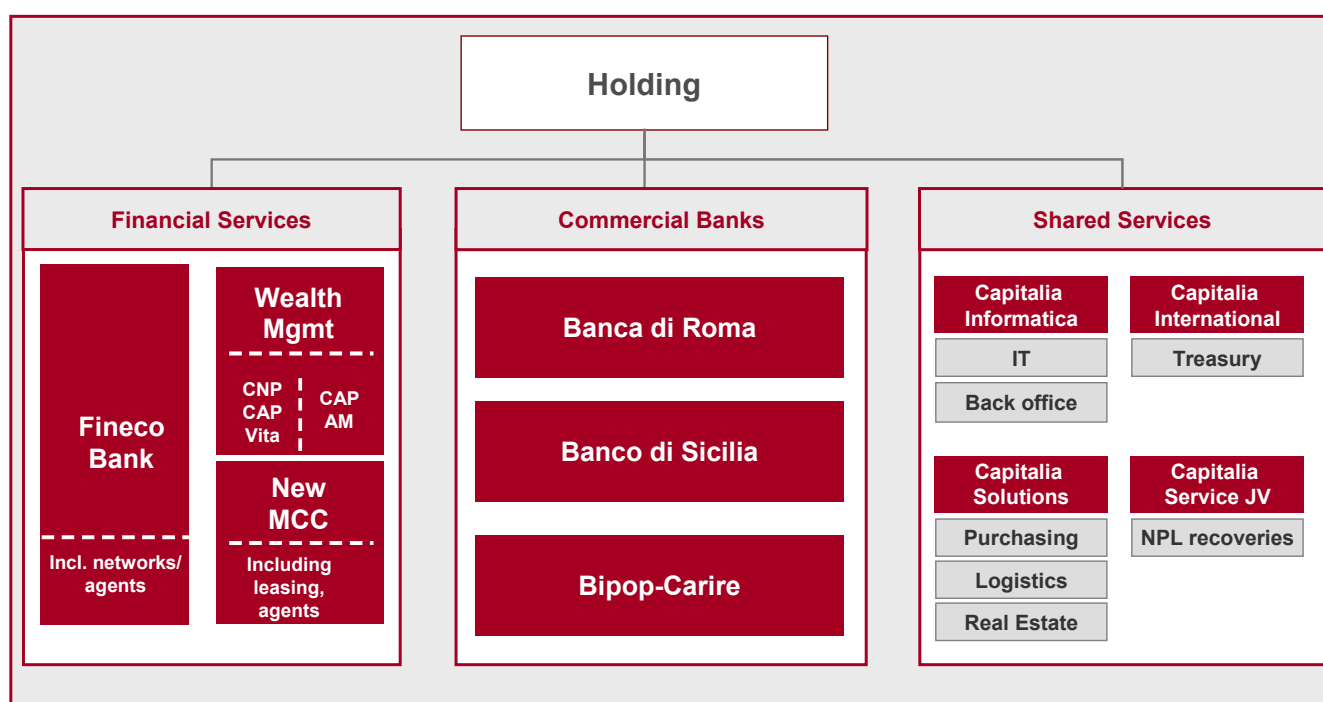 Holding
Financial Services
Fineco
Bank
Incl. networks/
agents
Wealth
Mgmt
CNP
CAP
Vita
CAP
AM
New
MCC
Including
leasing,
agents
Commercial Banks
Banca di Roma
Banco di Sicilia
Bipop-Carire
Shared Services
Capitalia
Informatica
IT
Back office
Capitalia
International
Treasury
Capitalia
Solutions
Purchasing
Logistics
Real Estate
Capitalia
Service JV
NPL recoveries